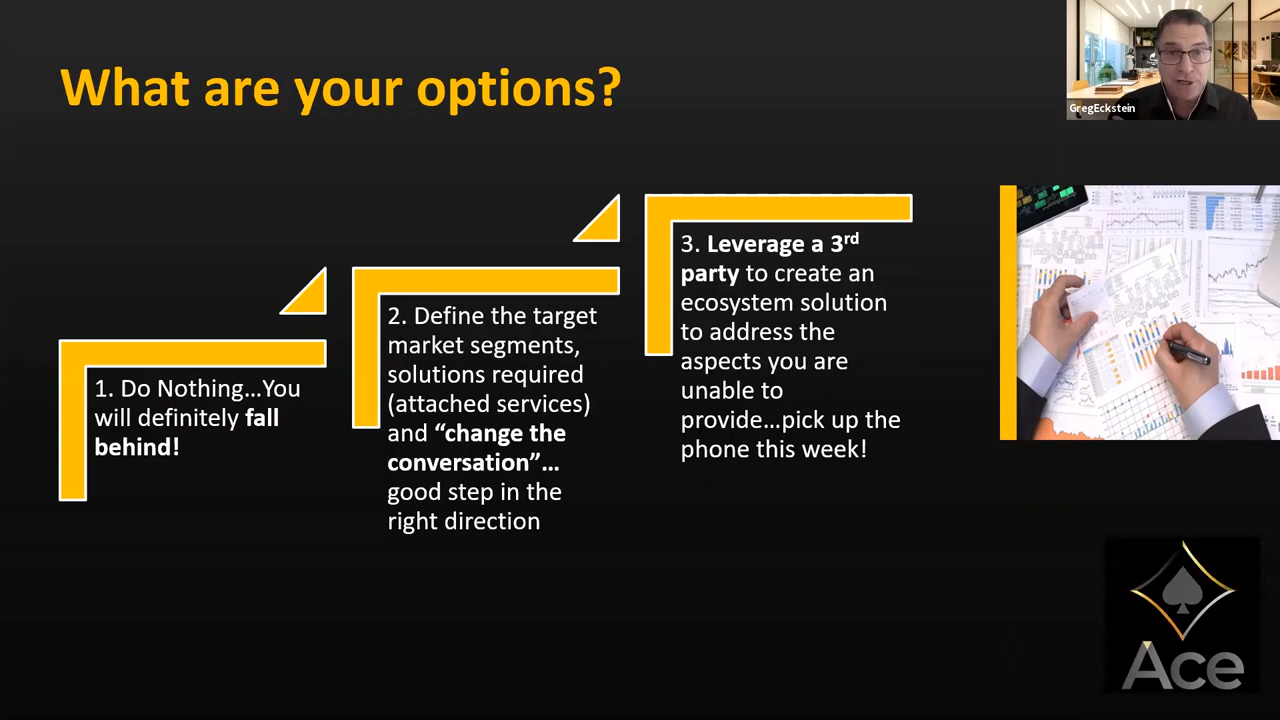 What are your options?
GregEckstein
1. Do Nothing…You
will definitely fall
behind!
2. Define the target
market segments,
solutions required
(attached services)
and “change the
conversation”…
good step in the
right direction
3. Leverage a 3rd
party to create an
ecosystem solution
to address the
aspects you are
unable to
provide…pick up the
phone this week!
Ace